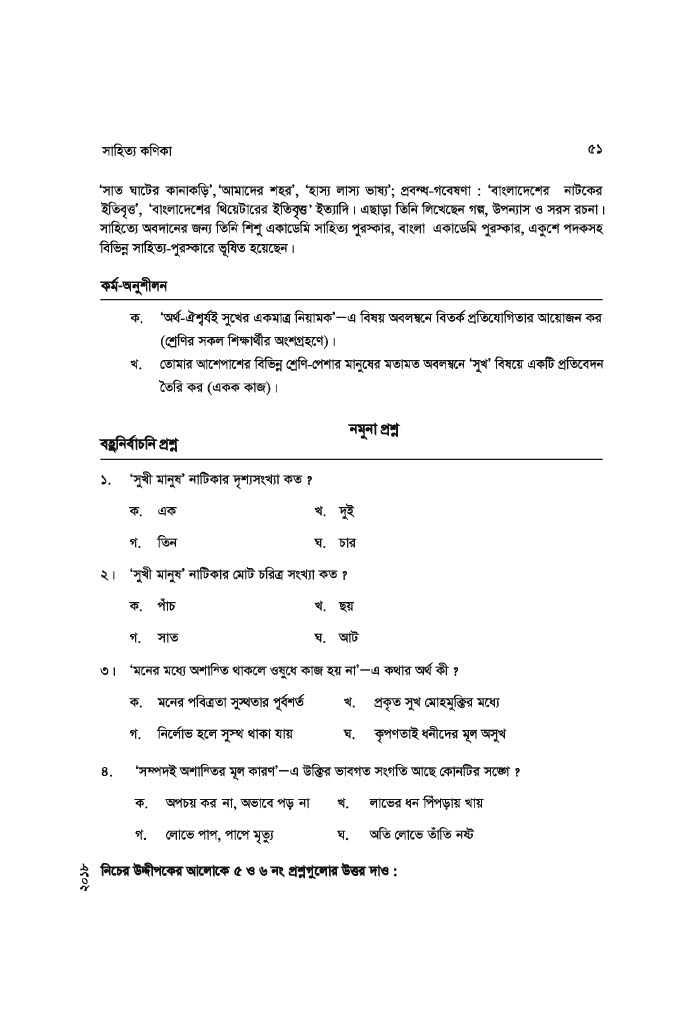 সাহিত্য কণিকা ৫১
‘সাত ঘাটের কানাকড়ি’, ‘আমাদের শহর’, ‘হাস্য লাস্য ভাষ্য’; প্রবন্ধ-গবেষণা : ‘বাংলাদেশের নাটকের
ইতিবৃত্ত’, ‘বাংলাদেশের থিয়েটারের ইতিবৃত্ত’ ইত্যাদি। এছাড়া তিনি লিখেছেন গল্প, উপন্যাস ও সরস রচনা।
সাহিত্যে অবদানের জন্য তিনি শিশু একাডেমি সাহিত্য পুরস্কার, বাংলা একাডেমি পুরস্কার, একুশে পদকসহ
বিভিন্ন সাহিত্য-পুরস্কারে ভূষিত হয়েছেন।
কর্ম-অনুশীলন
ক. ‘অর্থ-ঐশ্বর্যই সুখের একমাত্র নিয়ামক’—এ বিষয় অবলম্বনে বিতর্ক প্রতিযোগিতার আয়োজন কর
(শ্রেণির সকল শিক্ষার্থীর অংশগ্রহণে)।
খ. তোমার আশেপাশের বিভিন্ন শ্রেণি-পেশার মানুষের মতামত অবলম্বনে ‘সুখ’ বিষয়ে একটি প্রতিবেদন
তৈরি কর (একক কাজ)।
নমুনা প্রশ্ন
বহুনির্বাচনি প্রশ্ন
১. ‘সুখী মানুষ’ নাটিকার দৃশ্যসংখ্যা কত ?
ক. এক খ. দুই
গ. তিন ঘ. চার
২। ‘সুখী মানুষ’ নাটিকার মোট চরিত্র সংখ্যা কত ?
ক. পাঁচ খ. ছয়
গ. সাত ঘ. আট
৩। ‘মনের মধ্যে অশান্তি থাকলে ওষুধে কাজ হয় না’—এ কথার অর্থ কী ?
ক. মনের পবিত্রতা সুস্থতার পূর্বশর্ত খ. প্রকৃত সুখ মোহমুক্তির মধ্যে
গ. নির্লোভ হলে সুস্থ থাকা যায় ঘ. কৃপণতাই ধনীদের মূল অসুখ
৪. ‘সম্পদই অশান্তির মূল কারণ’—এ উক্তির ভাবগত সংগতি আছে কোনটির সঙ্গে ?
ক. অপচয় কর না, অভাবে পড় না খ. লাভের ধন পিঁপড়ায় খায়
গ. লোভে পাপ, পাপে মৃত্যু ঘ. অতি লোভে তাঁতি নষ্ট
নিচের উদ্দীপকের আলোকে ৫ ও ৬ নং প্রশ্নগুলোর উত্তর দাও :
২০১৮